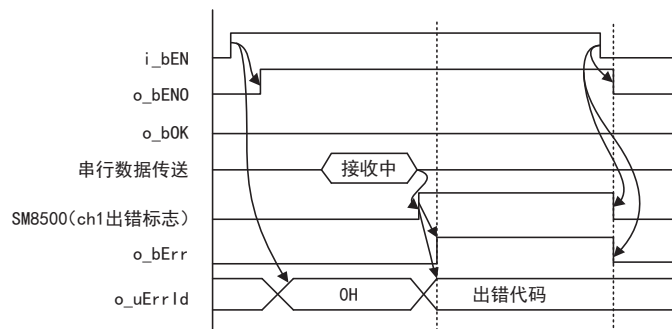 i_bEN
o_bENO
o_bOK
串行数据传送
接收中
SM8500(ch1出错标志)
o_bErr
o_uErrId
0H
出错代码